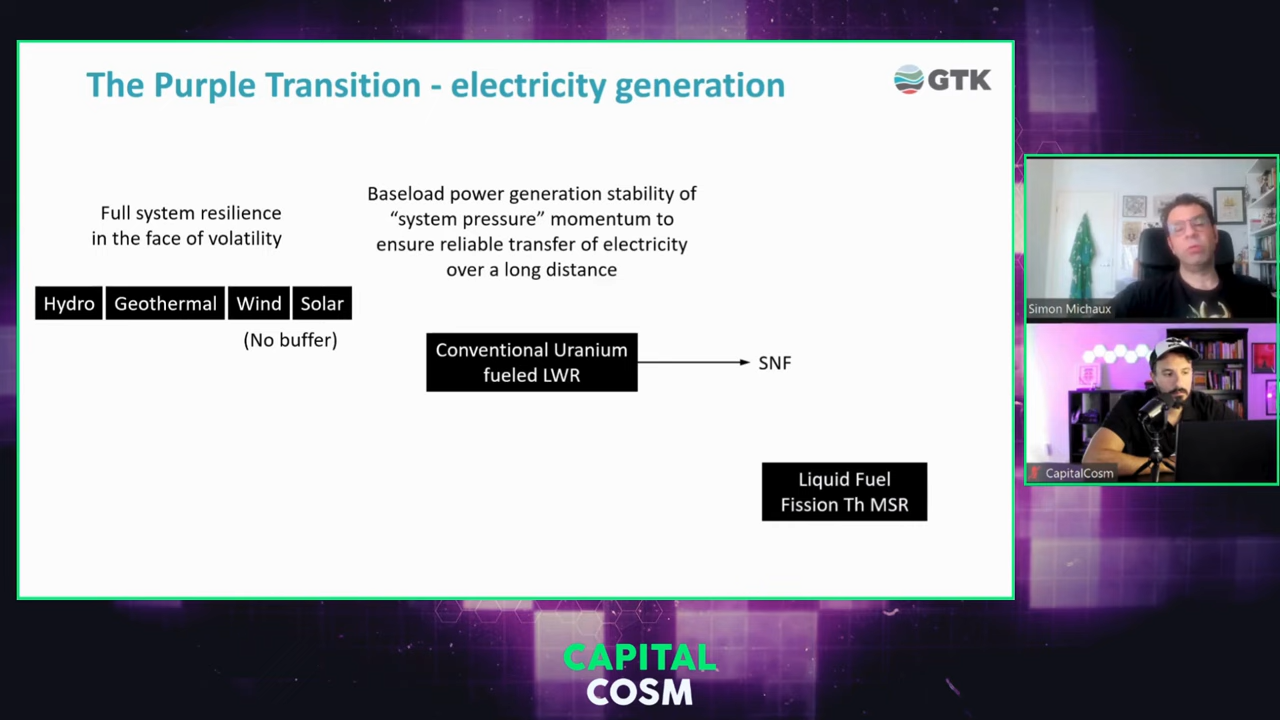 The Purple Transition - electricity generation
GTK
Full system resilience
in the face of volatility
Baseload power generation stability of
“system pressure” momentum to
ensure reliable transfer of electricity
over a long distance
Hydro
Geothermal
Wind
Solar
(No buffer)
Conventional Uranium
fueled LWR
SNF
Liquid Fuel
Fission Th MSR
Simon Michaux
CapitalCosm
CAPITAL
COSM